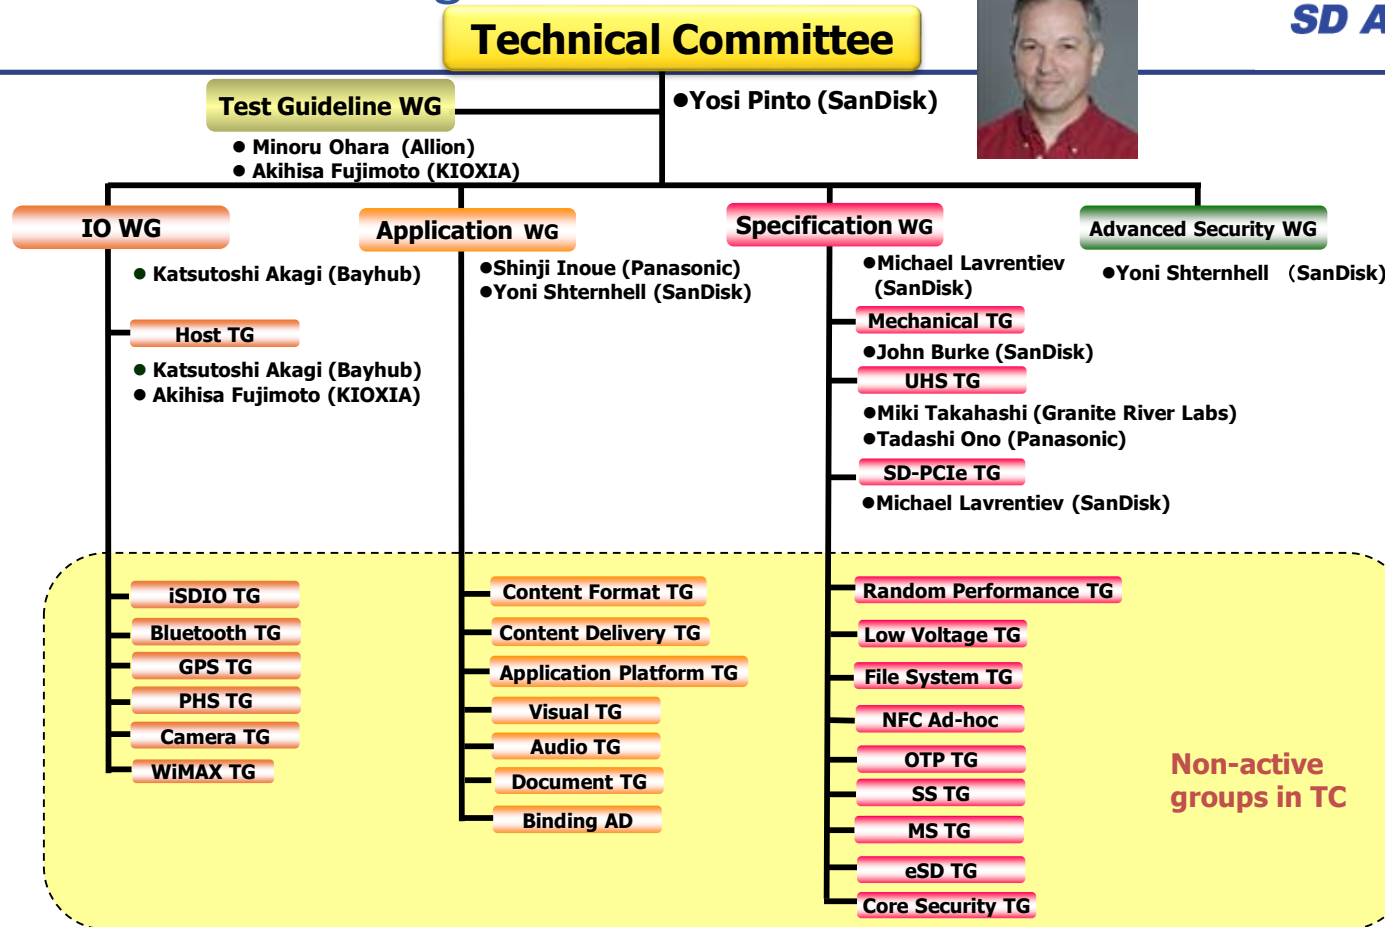 Technical Committee
SD A
Test Guideline WG
●Yosi Pinto (SanDisk)
● Minoru Ohara (Allion)
● Akihisa Fujimoto (KIOXIA)
IO WG
● Katsutoshi Akagi (Bayhub)
Host TG
● Katsutoshi Akagi (Bayhub)
● Akihisa Fujimoto (KIOXIA)
Application WG
●Shinji Inoue (Panasonic)
●Yoni Shternhell (SanDisk)
Specification WG
●Michael Lavrentiev
(SanDisk)
Mechanical TG
●John Burke (SanDisk)
UHS TG
●Miki Takahashi (Granite River Labs)
●Tadashi Ono (Panasonic)
SD-PCIe TG
●Michael Lavrentiev (SanDisk)
Advanced Security WG
●Yoni Shternhell (SanDisk)
iSDIO TG
Bluetooth TG
GPS TG
PHS TG
Camera TG
WiMAX TG
Content Format TG
Content Delivery TG
Application Platform TG
Visual TG
Audio TG
Document TG
Binding AD
Random Performance TG
Low Voltage TG
File System TG
NFC Ad-hoc
OTP TG
SS TG
MS TG
eSD TG
Core Security TG
Non-active
groups in TC